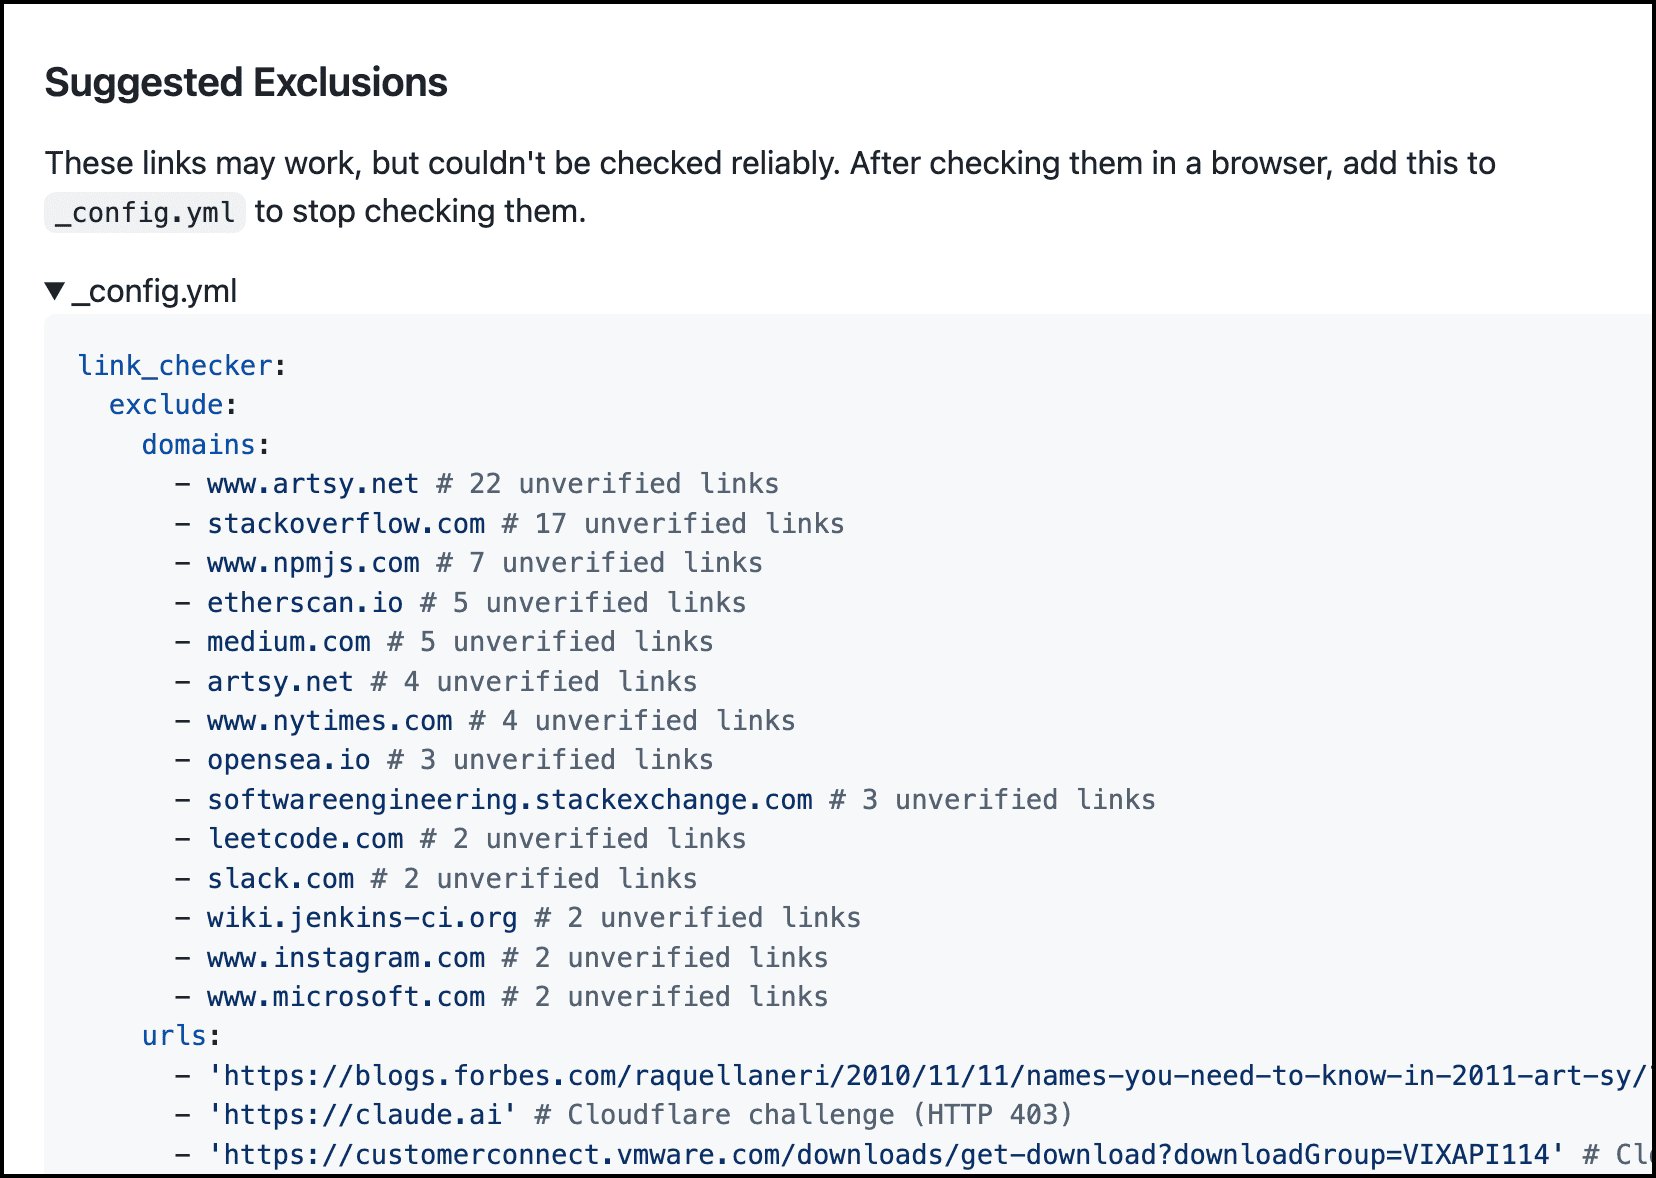 Suggested Exclusions
These links may work, but couldn't be checked reliably. After checking them in a browser, add this to
_config.yml to stop checking them.
▼ _config.yml
link_checker:
exclude:
domains:
- www.artsy.net # 22 unverified links
- stackoverflow.com # 17 unverified links
- www.npmjs.com # 7 unverified links
- etherscan.io # 5 unverified links
- medium.com # 5 unverified links
- artsy.net # 4 unverified links
- www.nytimes.com # 4 unverified links
- opensea.io # 3 unverified links
- softwareengineering.stackexchange.com # 3 unverified links
- leetcode.com # 2 unverified links
- slack.com # 2 unverified links
- wiki.jenkins-ci.org # 2 unverified links
- www.instagram.com # 2 unverified links
- www.microsoft.com # 2 unverified links
urls:
- 'https://blogs.forbes.com/raquellaneri/2010/11/11/names-you-need-to-know-in-2011-art-sy/
- 'https://claude.ai' # Cloudflare challenge (HTTP 403)
- 'https://customerconnect.vmware.com/downloads/get-download?downloadGroup=VIXAPI114' #